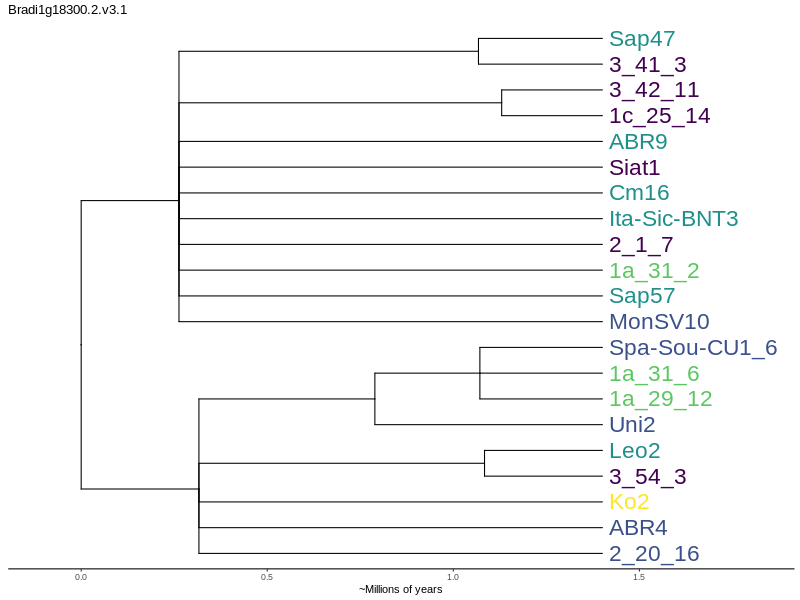 Bradi1g18300.2.v3.1
Sap47
3_41_3
3_42_11
1c_25_14
ABR9
Siat1
Cm16
Ita-Sic-BNT3
2_1_7
1a_31_2
Sap57
MonSV10
Spa-Sou-CU1_6
1a_31_6
1a_29_12
Uni2
Leo2
3_54_3
Ko2
ABR4
2_20_16
0.0 0.5 1.0 1.5
~Millions of years